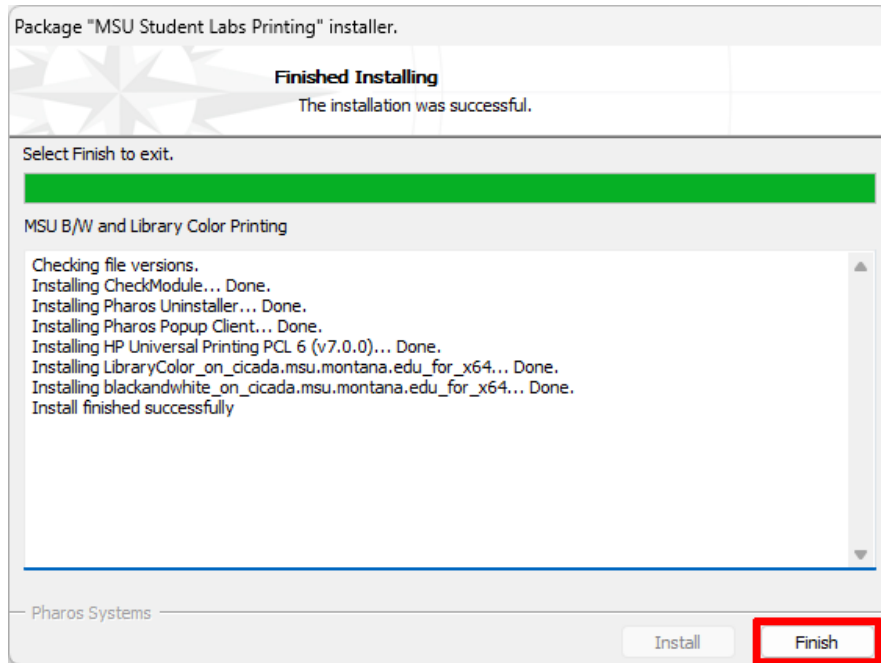 Package "MSU Student Labs Printing" installer.
Finished Installing
The installation was successful.
Select Finish to exit.
MSU B/W and Library Color Printing
Checking file versions.
Installing CheckModule... Done.
Installing Pharos Uninstaller... Done.
Installing Pharos Popup Client... Done.
Installing HP Universal Printing PCL 6 (v7.0.0)... Done.
Installing LibraryColor_on_cicada.msu.montana.edu_for_x64... Done.
Installing blackandwhite_on_cicada.msu.montana.edu_for_x64... Done.
Install finished successfully
Pharos Systems
Install
Finish